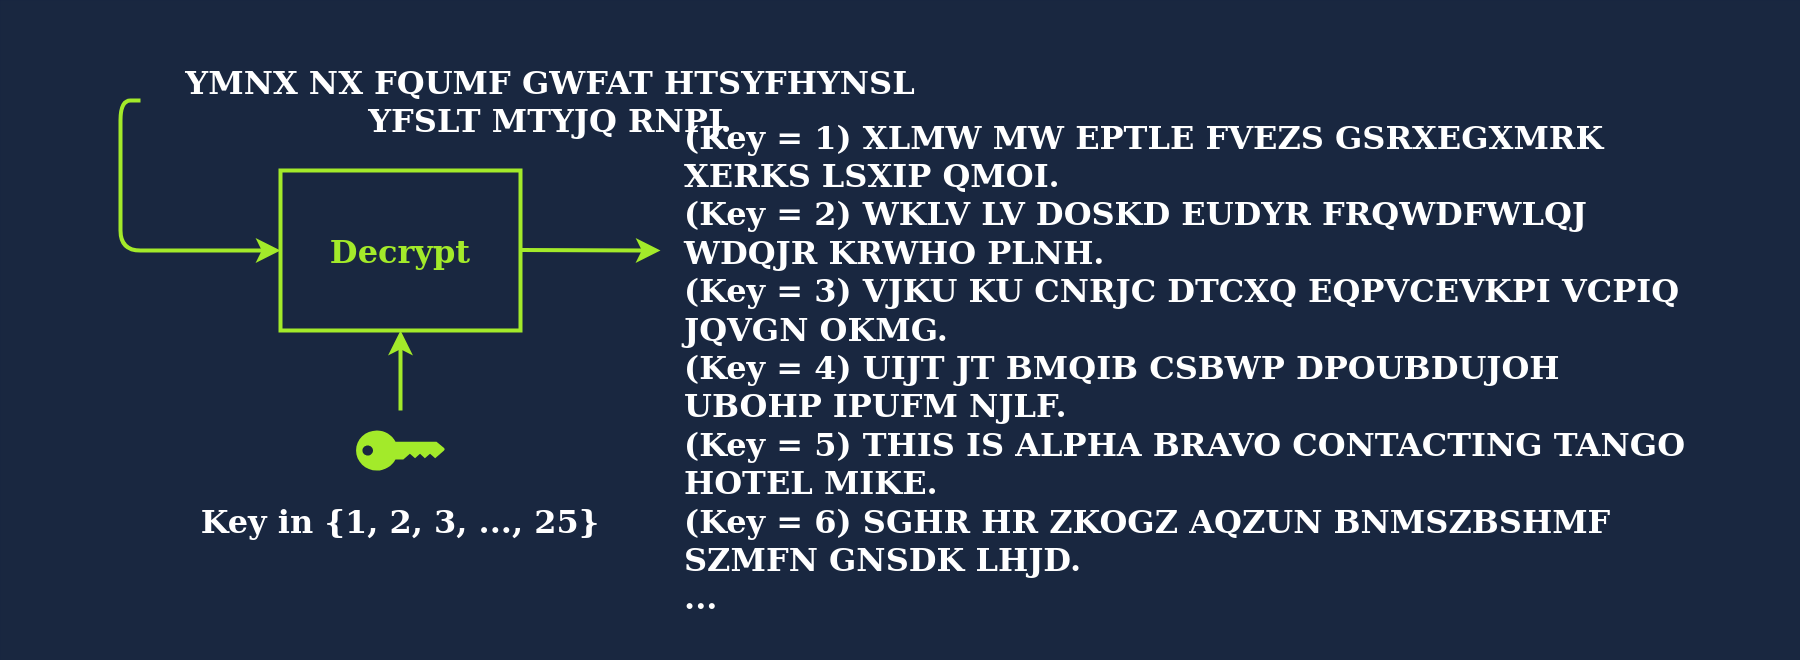 YMNX NX FQUMF GWFAT HTSYFHYNSL
YFSLT MTYJQ RNPJ.
(Key = 1) XLMW MW EPTLE FVEZS GSRXEGXMRK
XERKS LSXIP QMOI.
(Key = 2) WKLV LV DOSKD EUDYR FRQWDFWLQJ
WDQJR KRWHO PLNH.
(Key = 3) VJKU KU CNRJC DTCXQ EQPVCEVKPI VCPIQ
JQVGN OKMG.
(Key = 4) UIJT JT BMQIB CSBWP DPOUBDUJOH
UBOHP IPUFM NJLF.
(Key = 5) THIS IS ALPHA BRAVO CONTACTING TANGO
HOTEL MIKE.
(Key = 6) SGHR HR ZKOGZ AQZUN BNMSZBSHMF
SZMFN GNSDK LHJD.
...
Decrypt
Key in {1, 2, 3, ..., 25}